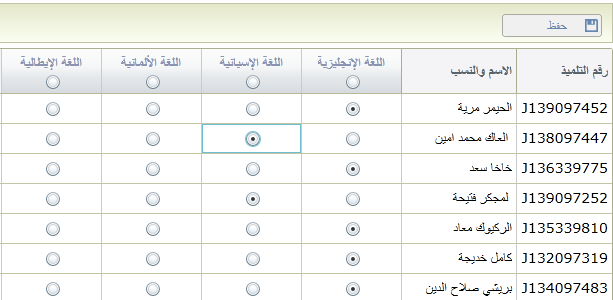 حفظ
رقم التلميذ الاسم والنسب اللغة الإنجليزية اللغة الإسبانية اللغة الألمانية اللغة الإيطالية
J139097452 الحيمر مرية
J138097447 العاك محمد امين
J136339775 خاخا سعد
J139097252 لمجكر فتيحة
J135339810 الركيوك معاد
J132097319 كامل خديجة
J134097483 بريشي صلاح الدين